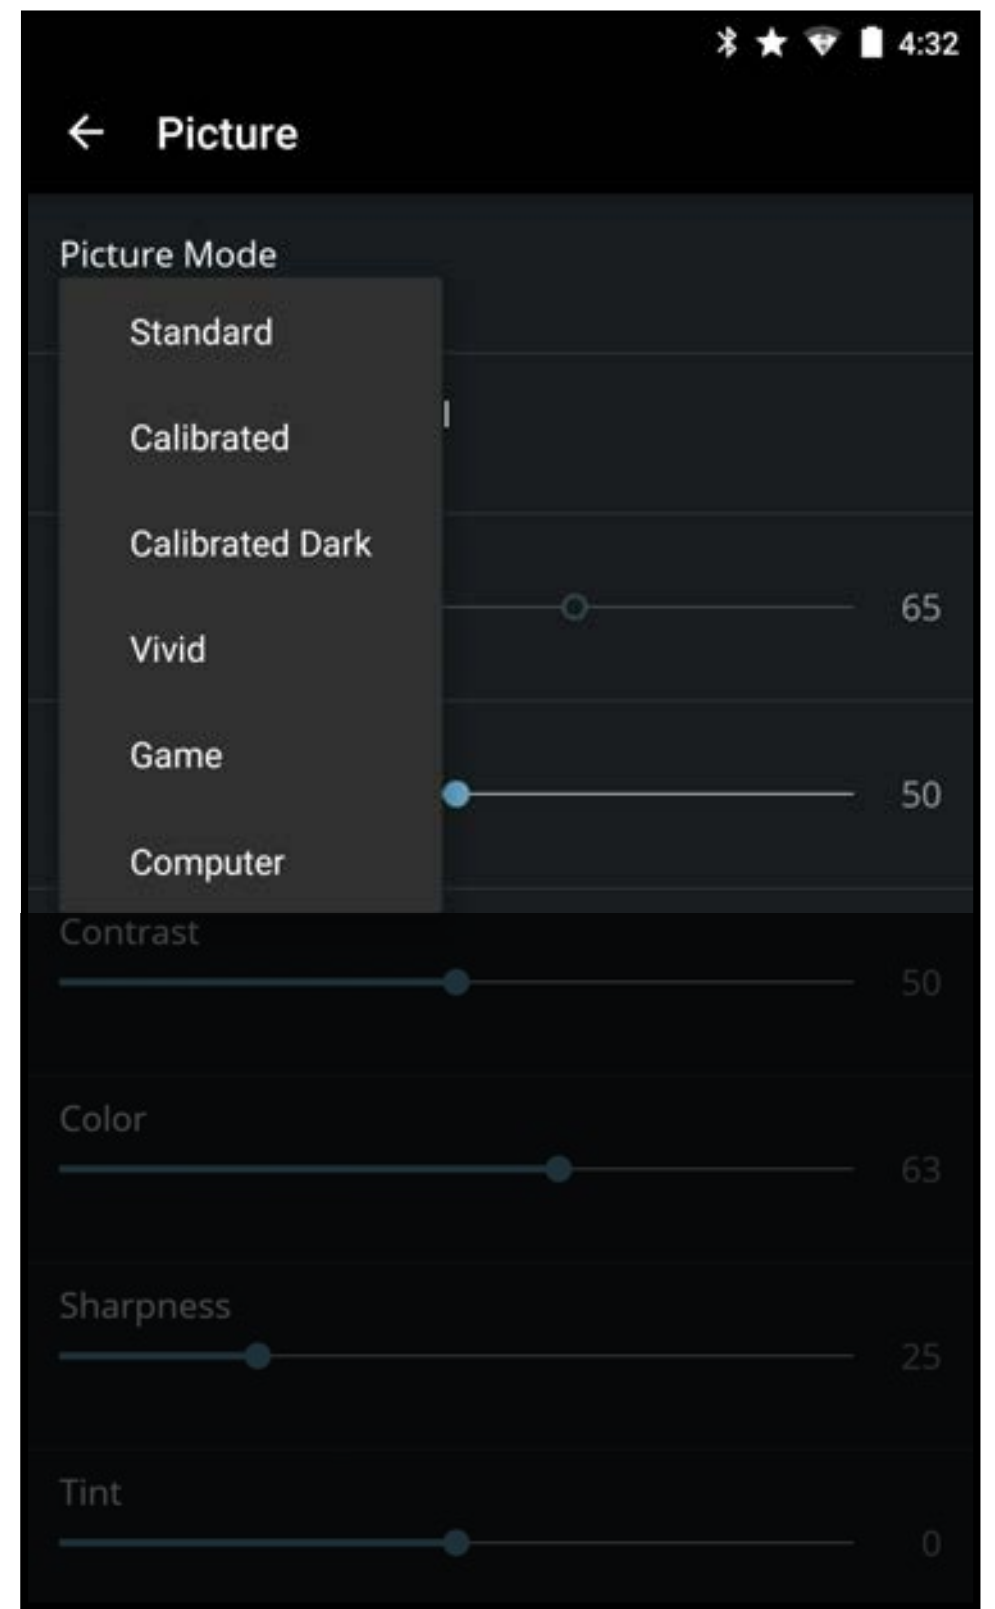 4:32
Picture
Picture Mode
Standard
Calibrated
Calibrated Dark
65
Vivid
Game
50
Computer
Contrast
50
Color
63
Sharpness
25
Tint
0